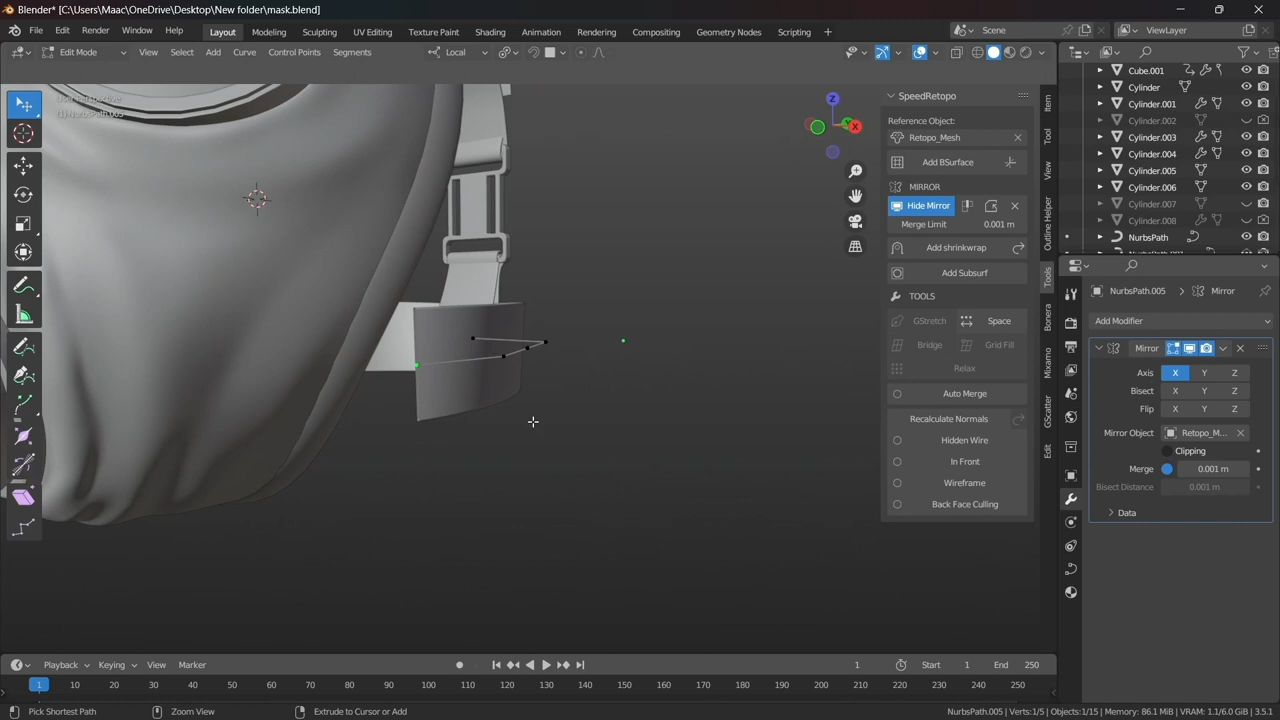 Blender* [C:\Users\Maac\OneDrive\Desktop\New folder\mask.blend]
File Edit Render Window Help Layout Modeling Sculpting UV Editing Texture Paint Shading Animation Rendering Compositing Geometry Nodes Scripting + Scene ViewLayer
Edit Mode View Select Add Curve Control Points Segments Local
SpeedRetopo
Reference Object:
Retopo_Mesh
Add BSurface
MIRROR
Hide Mirror
Merge Limit 0.001 m
Add shrinkwrap
Add Subsurf
TOOLS
GStretch Space
Bridge Grid Fill
Relax
Auto Merge
Recalculate Normals
Hidden Wire
In Front
Wireframe
Back Face Culling
Z
X
Item
Tool
View
Outline Helper
Tools
Bonera
Mixamo
GScatter
Edit
Cube.001
Cylinder
Cylinder.001
Cylinder.002
Cylinder.003
Cylinder.004
Cylinder.005
Cylinder.006
Cylinder.007
Cylinder.008
NurbsPath
NurbsPath.005 Mirror
Add Modifier
Mirror
Axis X Y Z
Bisect X Y Z
Flip X Y Z
Mirror Object Retopo_M...
Clipping
Merge 0.001 m
Bisect Distance 0.001 m
Data
Playback Keying View Marker 1 Start 1 End 250
1 10 20 30 40 50 60 70 80 90 100 110 120 130 140 150 160 170 180 190 200 210 220 230 240 250
Pick Shortest Path Zoom View Extrude to Cursor or Add NurbsPath.005 | Verts:1/5 | Objects:1/15 | Memory: 86.1 MiB | VRAM: 1.1/6.0 GiB | 3.5.1